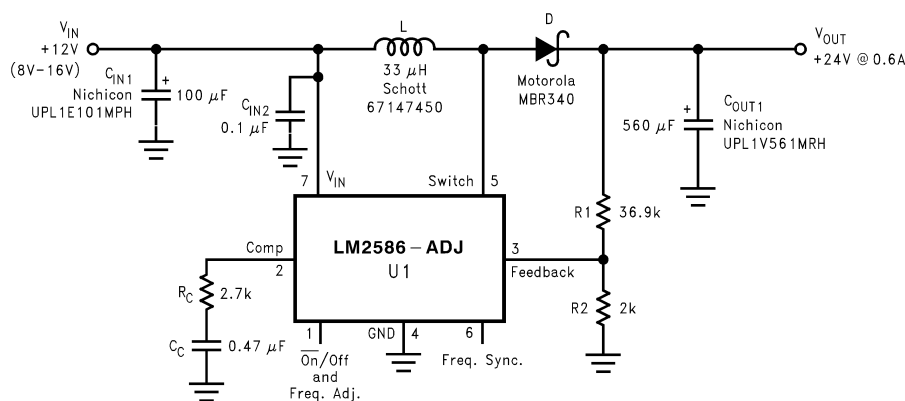 V_IN
+12V
(8V-16V)
C_IN1
Nichicon
UPL1E101MPH
+
100 μF
C_IN2
0.1 μF
L
33 μH
Schott
67147450
D
Motorola
MBR340
V_OUT
+24V @ 0.6A
+
560 μF
C_OUT1
Nichicon
UPL1V561MRH
7
V_IN
Switch
5
R1
36.9k
LM2586-ADJ
U1
Comp
2
3
Feedback
R_C
2.7k
R2
2k
C_C
0.47 μF
1
GND
4
6
O̅n̅/Off
and
Freq. Adj.
Freq. Sync.